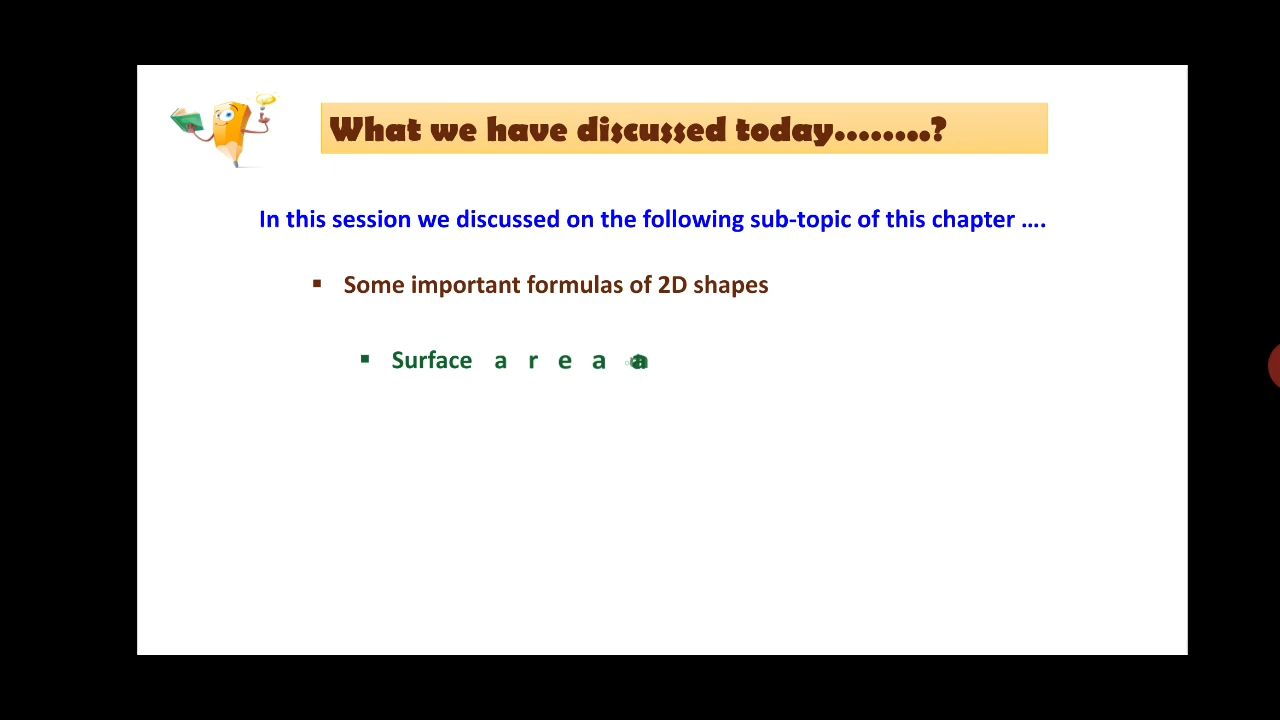 What we have discussed today........?
In this session we discussed on the following sub-topic of this chapter ....
▪ Some important formulas of 2D shapes
▪ Surface a r e a